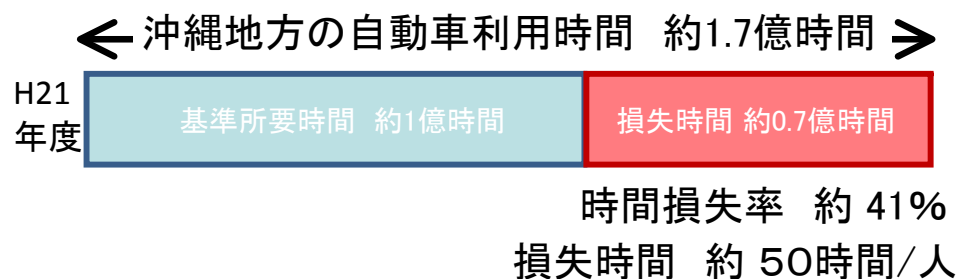 沖縄地方の自動車利用時間 約1.7億時間
H21
年度
基準所要時間 約1億時間
損失時間 約0.7億時間
時間損失率 約 41%
損失時間 約 50時間/人